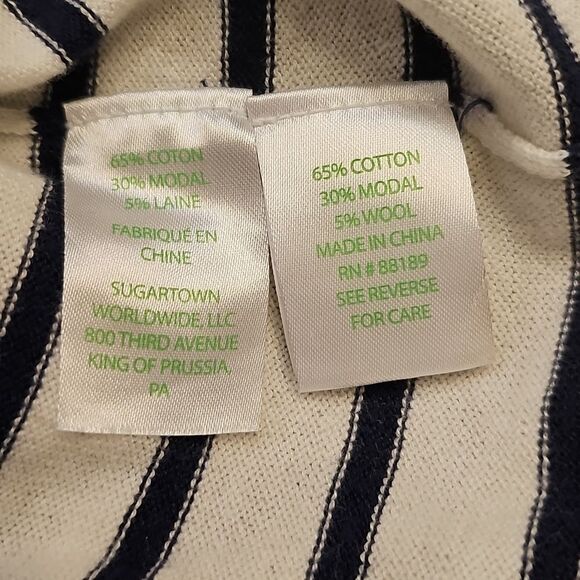 65% COTON
30% MODAL
5% LAINE
FABRIQUÉ EN
CHINE
SUGARTOWN
WORLDWIDE, LLC
800 THIRD AVENUE
KING OF PRUSSIA,
PA
65% COTTON
30% MODAL
5% WOOL
MADE IN CHINA
RN # 88189
SEE REVERSE
FOR CARE